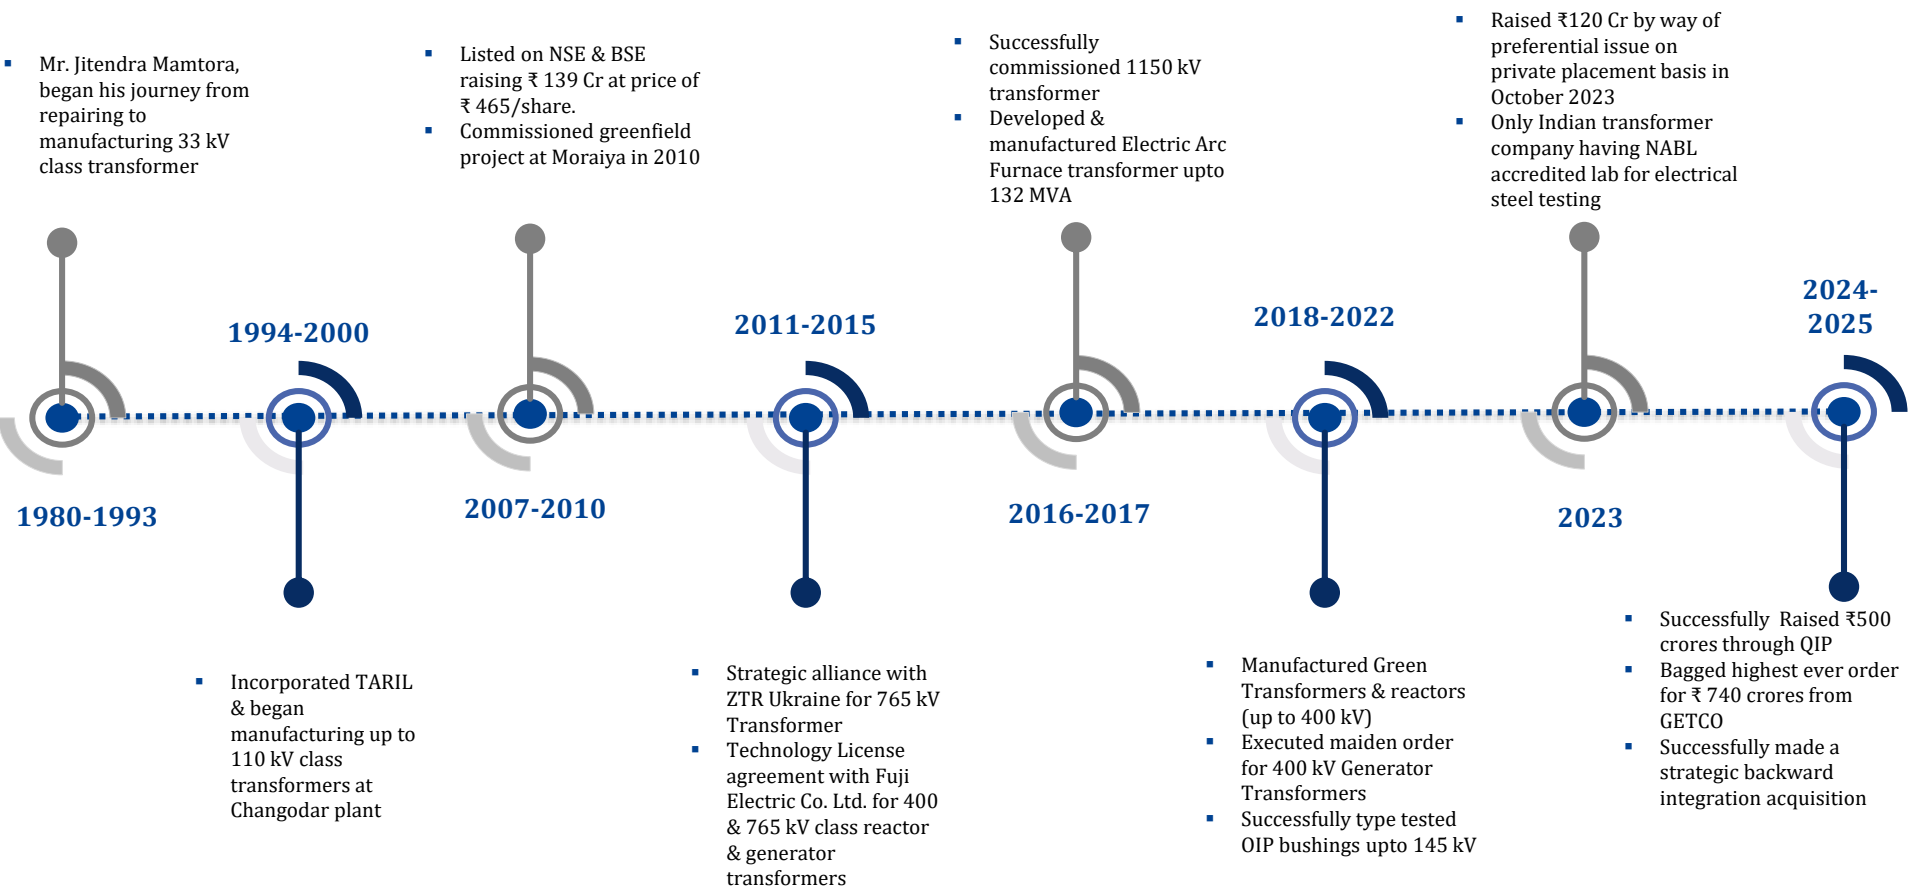 Mr. Jitendra Mamtora,
began his journey from
repairing to
manufacturing 33 kV
class transformer
1980-1993
1994-2000
Incorporated TARIL
& began
manufacturing up to
110 kV class
transformers at
Changodar plant
Listed on NSE & BSE
raising ₹ 139 Cr at price of
₹ 465/share.
Commissioned greenfield
project at Moraiya in 2010
2007-2010
2011-2015
Strategic alliance with
ZTR Ukraine for 765 kV
Transformer
Technology License
agreement with Fuji
Electric Co. Ltd. for 400
& 765 kV class reactor
& generator
transformers
Successfully
commissioned 1150 kV
transformer
Developed &
manufactured Electric Arc
Furnace transformer upto
132 MVA
2016-2017
2018-2022
Manufactured Green
Transformers & reactors
(up to 400 kV)
Executed maiden order
for 400 kV Generator
Transformers
Successfully type tested
OIP bushings upto 145 kV
Raised ₹120 Cr by way of
preferential issue on
private placement basis in
October 2023
Only Indian transformer
company having NABL
accredited lab for electrical
steel testing
2023
2024-
2025
Successfully Raised ₹500
crores through QIP
Bagged highest ever order
for ₹ 740 crores from
GETCO
Successfully made a
strategic backward
integration acquisition